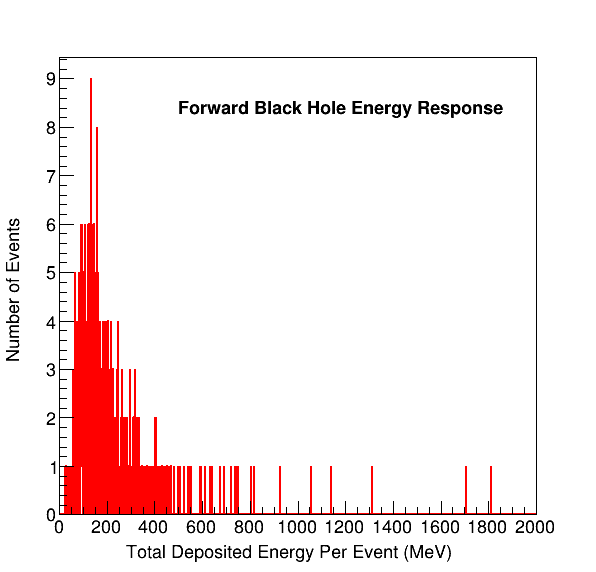 Forward Black Hole Energy Response
Number of Events
9
8
7
6
5
4
3
2
1
0
0 200 400 600 800 1000 1200 1400 1600 1800 2000
Total Deposited Energy Per Event (MeV)